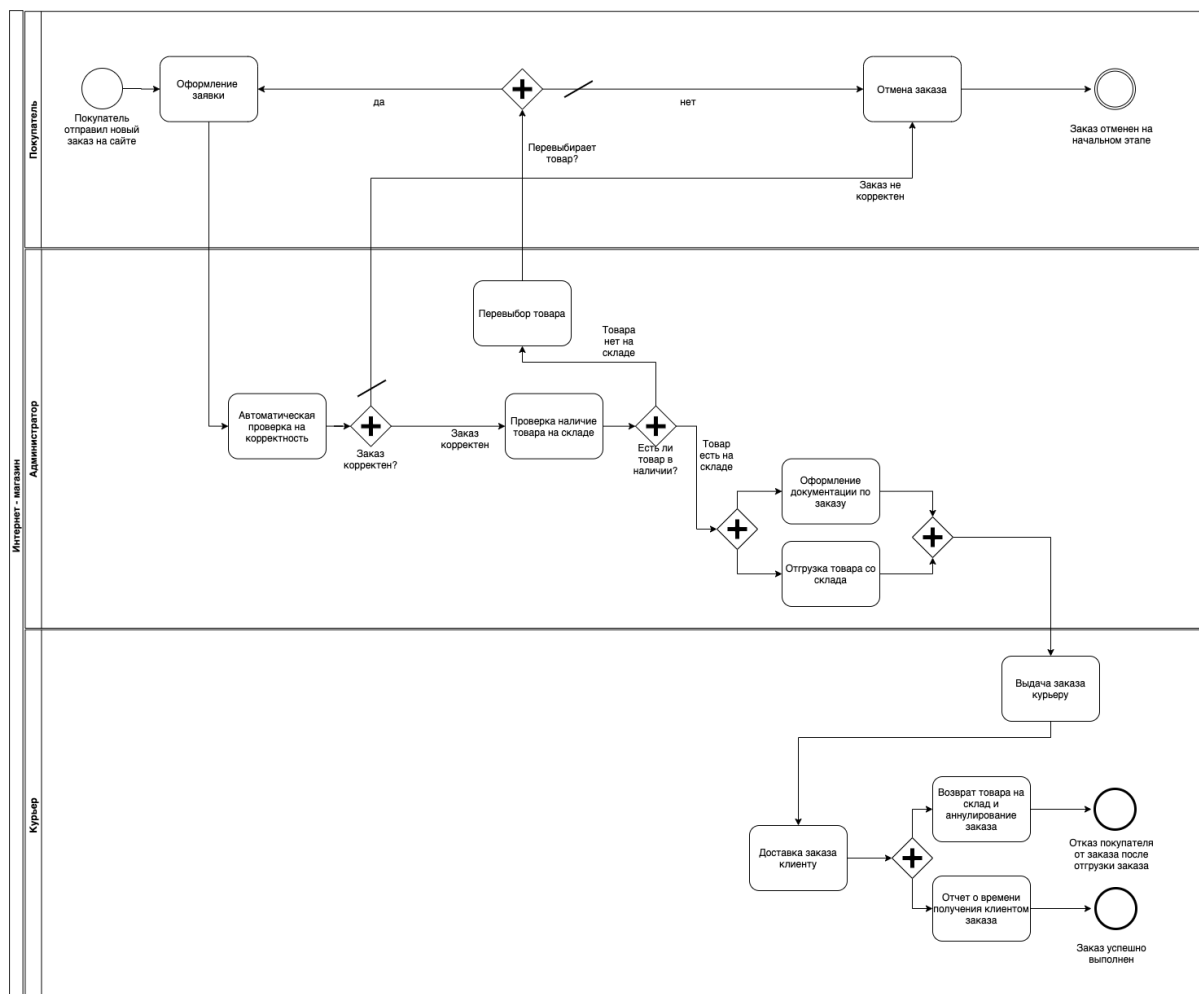 Интернет - магазин
Покупатель
Покупатель
отправил новый
заказ на сайте
Оформление
заявки
да
нет
Перевыбирает
товар?
Отмена заказа
Заказ не
корректен
Заказ отменен на
начальном этапе
Администратор
Перевыбор товара
Товара
нет на
складе
Автоматическая
проверка на
корректность
Заказ
корректен?
Заказ
корректен
Проверка наличие
товара на складе
Есть ли
товар в
наличии?
Товар
есть на
складе
Оформление
документации по
заказу
Отгрузка товара со
склада
Курьер
Выдача заказа
курьеру
Доставка заказа
клиенту
Возврат товара на
склад и
аннулирование
заказа
Отказ покупателя
от заказа после
отгрузки заказа
Отчет о времени
получения клиентом
заказа
Заказ успешно
выполнен